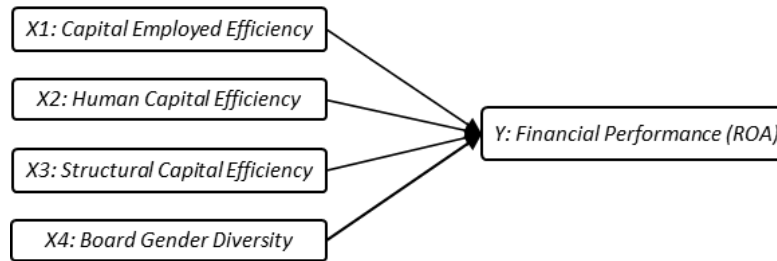 X1: Capital Employed Efficiency
X2: Human Capital Efficiency
X3: Structural Capital Efficiency
X4: Board Gender Diversity
Y: Financial Performance (ROA)